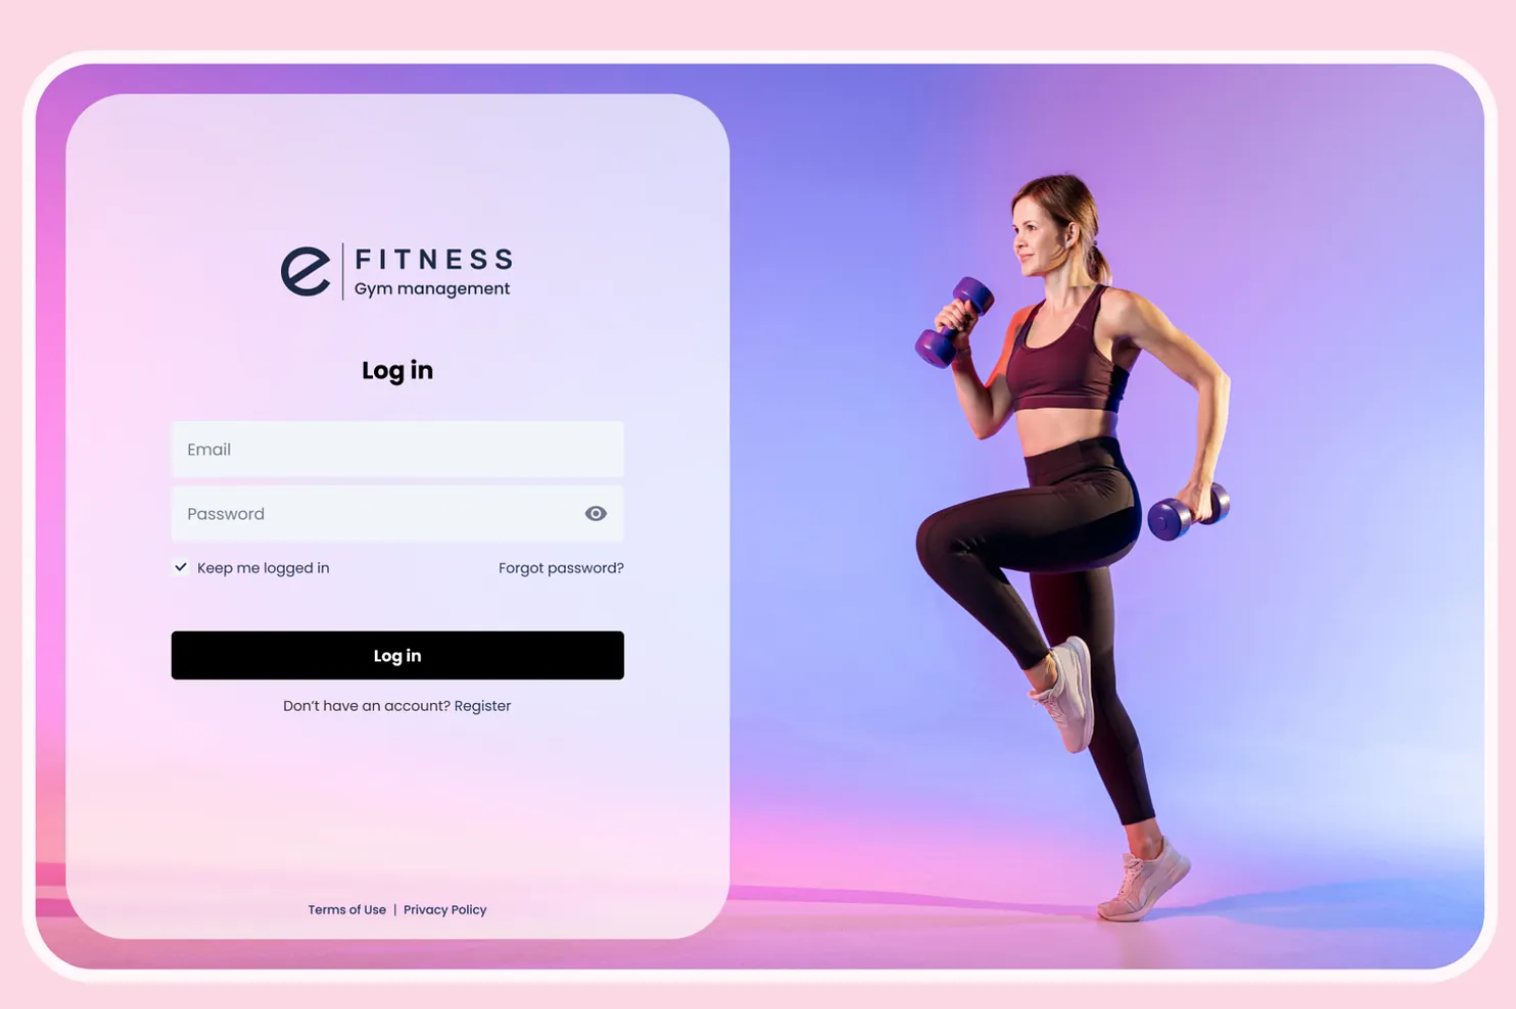 e FITNESS
Gym management
Log in
Email
Password
Keep me logged in
Forgot password?
Log in
Don't have an account? Register
Terms of Use | Privacy Policy